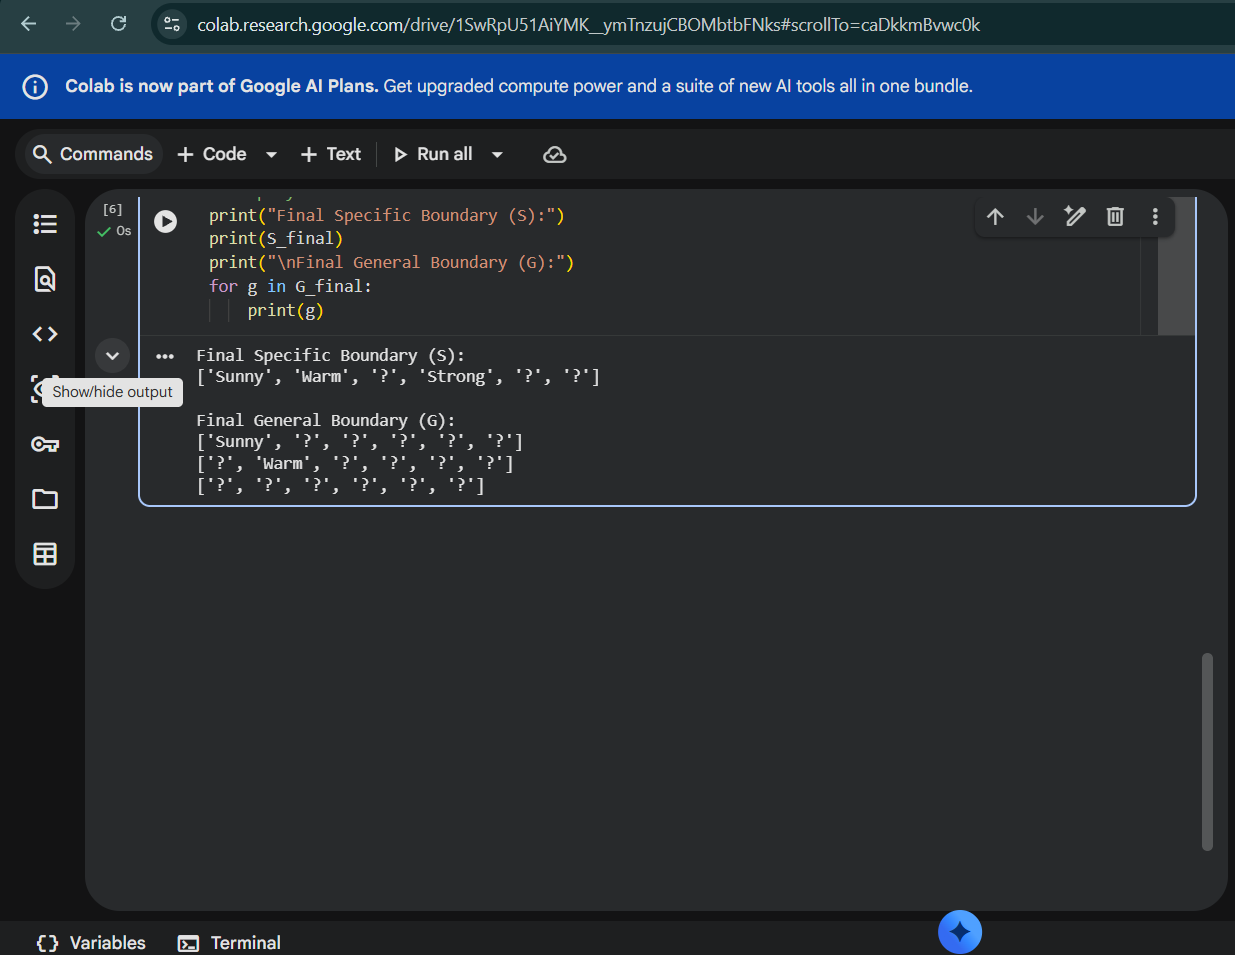 colab.research.google.com/drive/1SwRpU51AiYMK__ymTnzujCBOMbtbFNks#scrollTo=caDkkmBvwc0k
Colab is now part of Google AI Plans. Get upgraded compute power and a suite of new AI tools all in one bundle.
Commands + Code + Text Run all
[6]
0s
print("Final Specific Boundary (S):")
print(S_final)
print("\nFinal General Boundary (G):")
for g in G_final:
print(g)
Final Specific Boundary (S):
['Sunny', 'Warm', '?', 'Strong', '?', '?']
Show/hide output
Final General Boundary (G):
['Sunny', '?', '?', '?', '?', '?']
['?', 'Warm', '?', '?', '?', '?']
['?', '?', '?', '?', '?', '?']
{} Variables Terminal